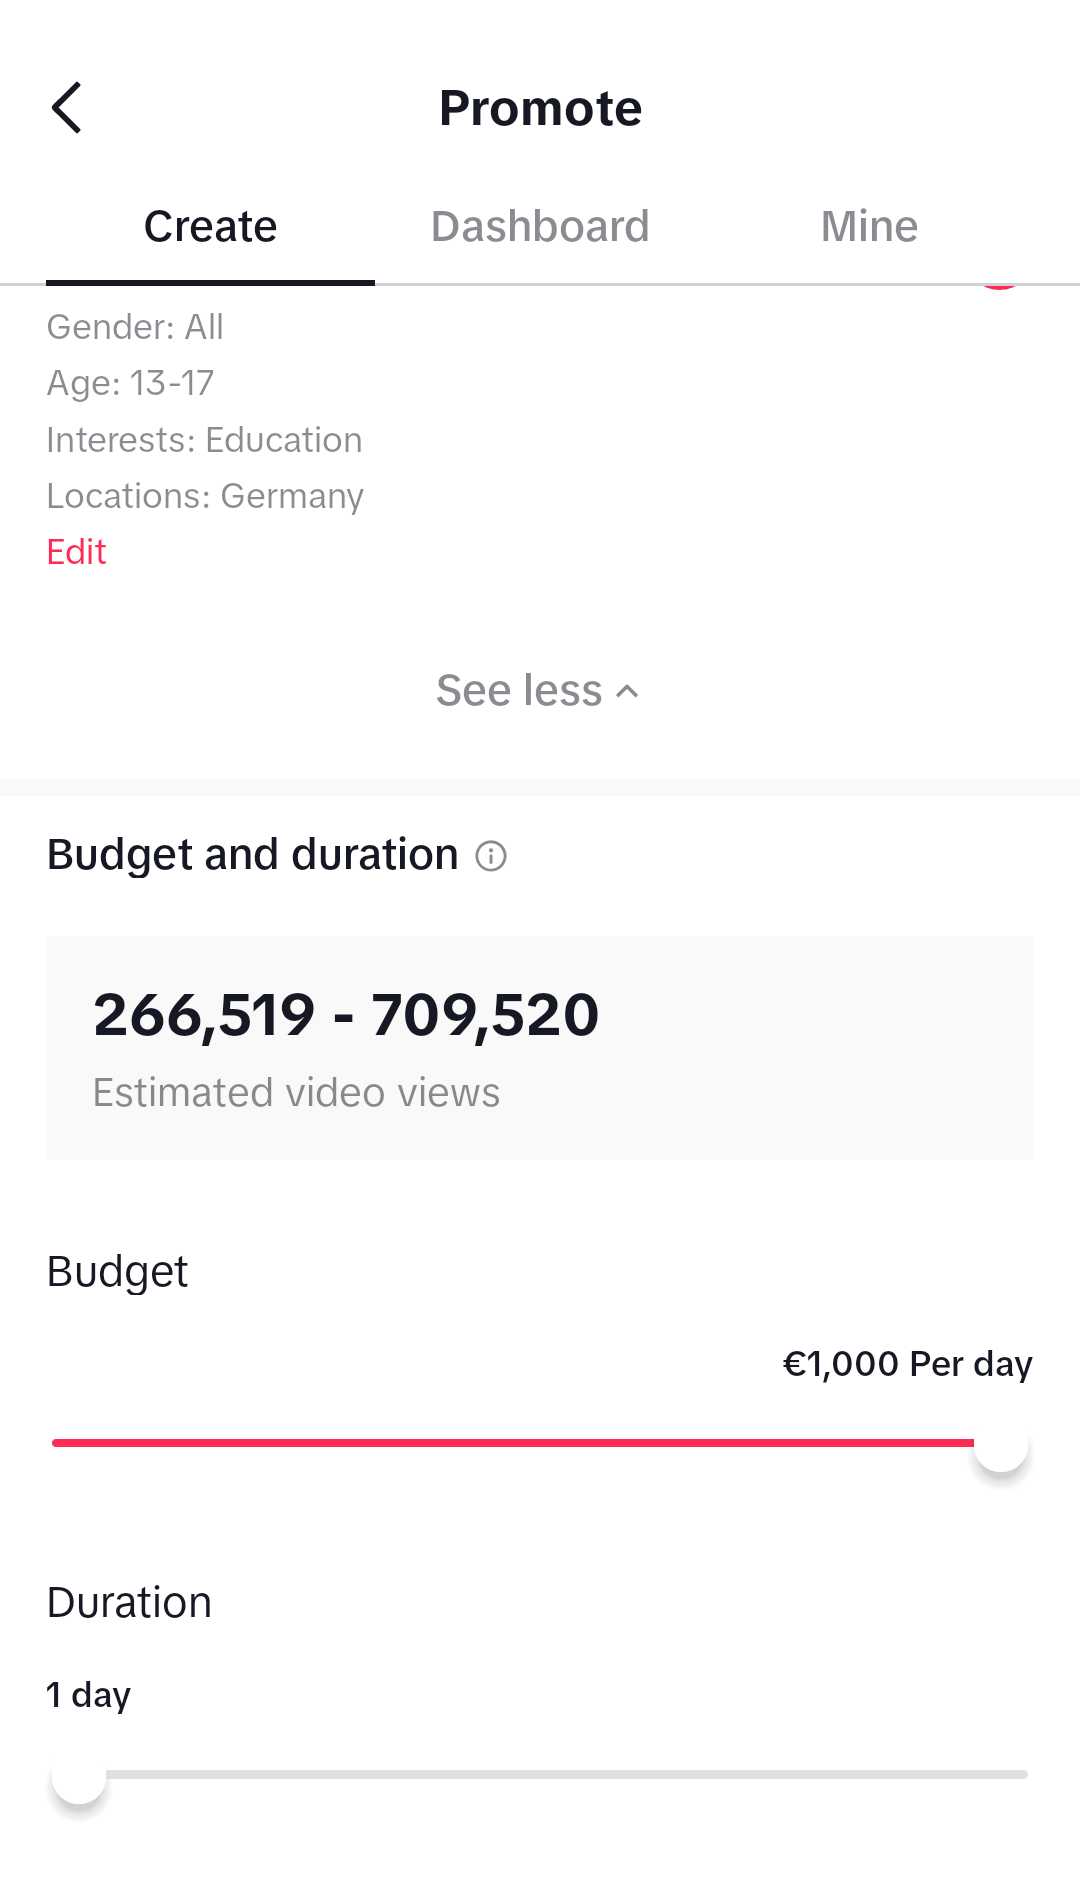 Promote
Create
Dashboard
Mine
Gender: All
Age: 13-17
Interests: Education
Locations: Germany
Edit
See less
Budget and duration
266,519 - 709,520
Estimated video views
Budget
€1,000 Per day
Duration
1 day